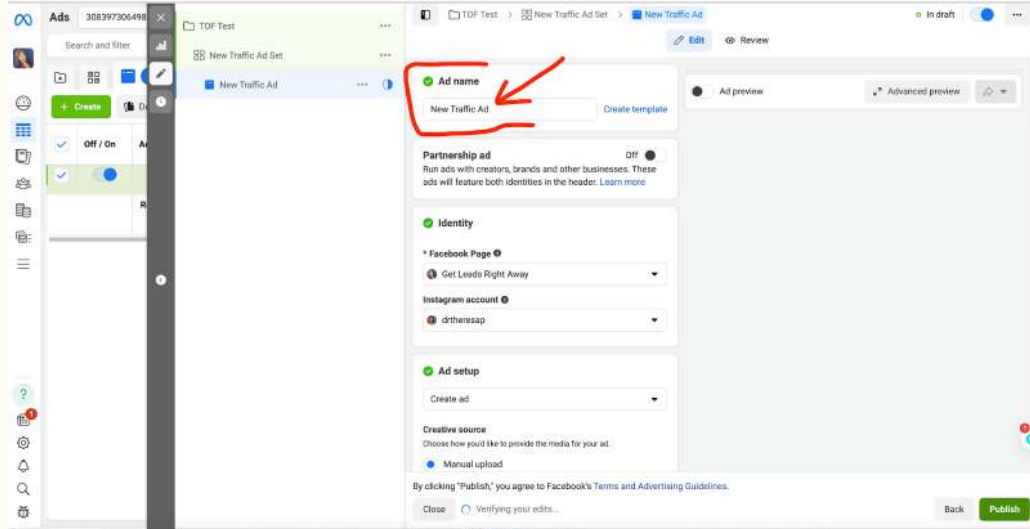 Ads
308397306498
Search and filter
+ Create
Off / On
TOF Test
New Traffic Ad Set
New Traffic Ad
TOF Test > New Traffic Ad Set > New Traffic Ad
In draft
Edit
Review
Ad name
New Traffic Ad
Create template
Partnership ad
Off
Run ads with creators, brands and other businesses. These
ads will feature both identities in the header. Learn more
Identity
* Facebook Page
Get Leads Right Away
Instagram account
drtheresap
Ad setup
Create ad
Creative source
Choose how you'd like to provide the media for your ad.
Manual upload
Ad preview
Advanced preview
By clicking "Publish," you agree to Facebook's Terms and Advertising Guidelines.
Close
Verifying your edits...
Back
Publish